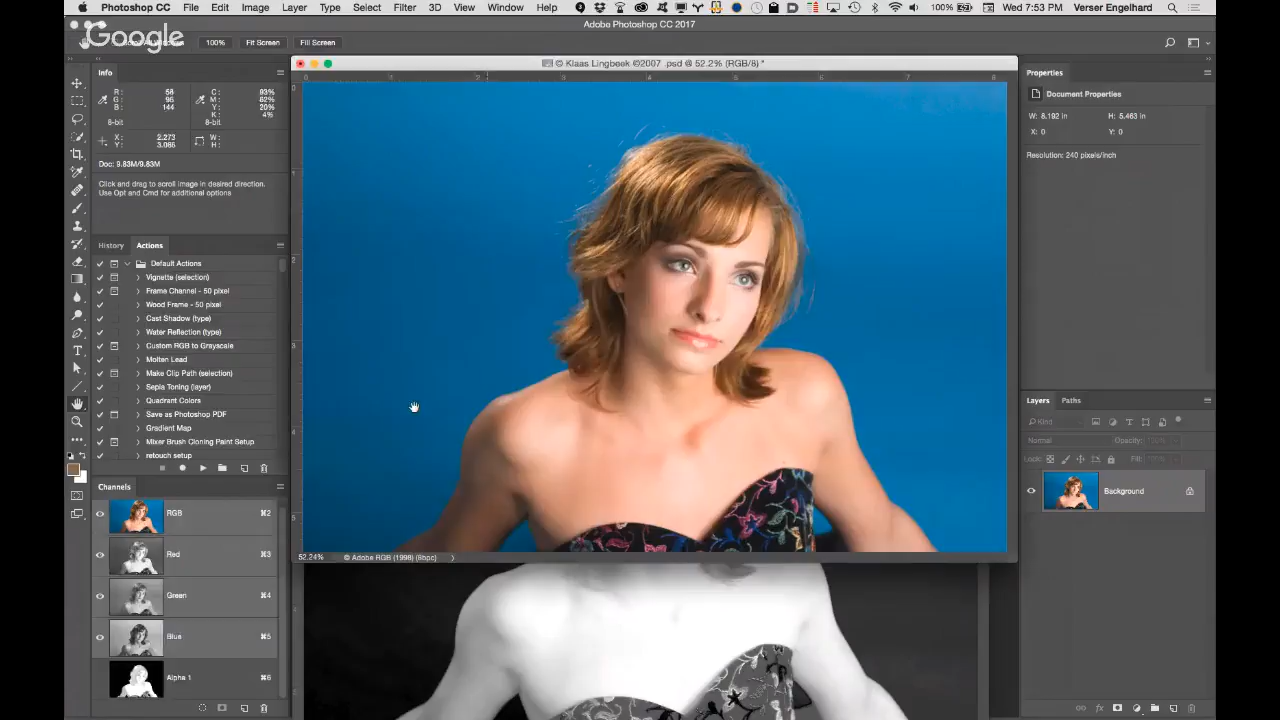 Photoshop CC File Edit Image Layer Type Select Filter 3D View Window Help 100% Wed 7:53 PM Verser Engelhard
Adobe Photoshop CC 2017
Google
100% Fit Screen Fill Screen
© Klaas Lingbeek ©2007 .psd @ 52.2% (RGB/8) *
Info
R: 58 C: 93%
G: 96 M: 62%
B: 144 Y: 20%
K: 4%
8-bit 8-bit
X: 2.273 W:
Y: 3.086 H:
Doc: 9.83M/9.83M
Click and drag to scroll image in desired direction.
Use Opt and Cmd for additional options
History Actions
Default Actions
Vignette (selection)
Frame Channel - 50 pixel
Wood Frame - 50 pixel
Cast Shadow (type)
Water Reflection (type)
Custom RGB to Grayscale
Molten Lead
Make Clip Path (selection)
Sepia Toning (layer)
Quadrant Colors
Save as Photoshop PDF
Gradient Map
Mixer Brush Cloning Paint Setup
retouch setup
Channels
RGB ⌘2
Red ⌘3
Green ⌘4
Blue ⌘5
Alpha 1 ⌘6
52.24% © Adobe RGB (1998) (8bpc)
Properties
Document Properties
W: 8.192 in H: 5.463 in
X: 0 Y: 0
Resolution: 240 pixels/inch
Layers Paths
Kind
Normal Opacity: 100%
Lock: Fill: 100%
Background